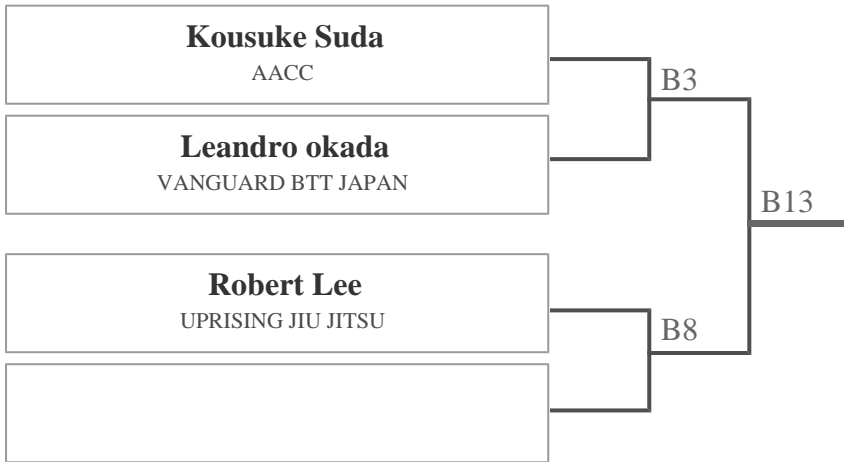 Kousuke Suda
AACC
B3
Leandro okada
VANGUARD BTT JAPAN
B13
Robert Lee
UPRISING JIU JITSU
B8